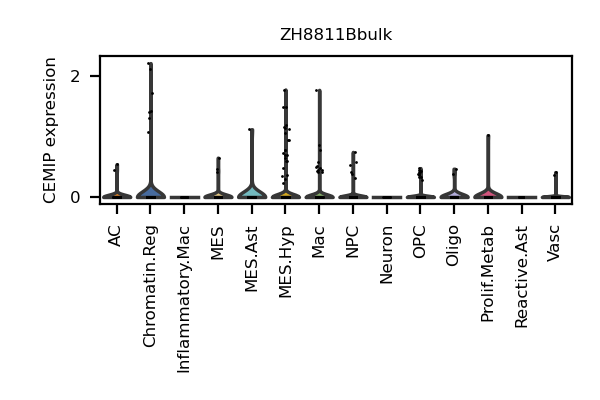 ZH8811Bbulk
CEMIP expression
2
0
AC
Chromatin.Reg
Inflammatory.Mac
MES
MES.Ast
MES.Hyp
Mac
NPC
Neuron
OPC
Oligo
Prolif.Metab
Reactive.Ast
Vasc